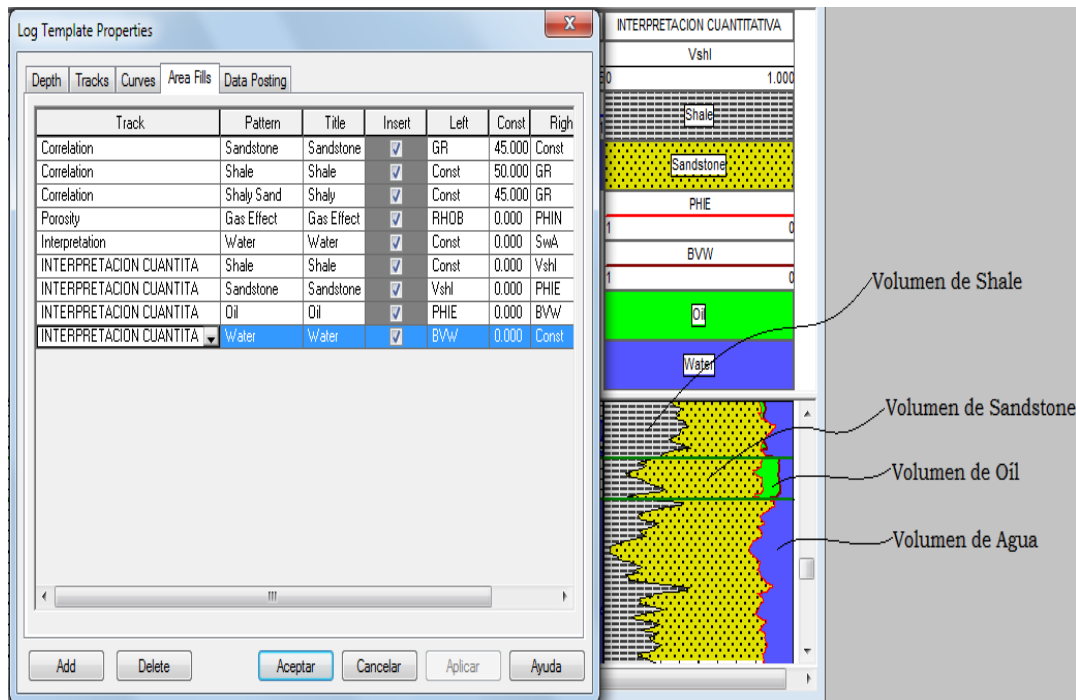 Log Template Properties
Depth Tracks Curves Area Fills Data Posting
Track Pattern Title Insert Left Const Righ
Correlation Sandstone Sandstone GR 45.000 Const
Correlation Shale Shale Const 50.000 GR
Correlation Shaly Sand Shaly Const 45.000 GR
Porosity Gas Effect Gas Effect RHOB 0.000 PHIN
Interpretation Water Water Const 0.000 SwA
INTERPRETACION CUANTITA Shale Shale Const 0.000 Vshl
INTERPRETACION CUANTITA Sandstone Sandstone Vshl 0.000 PHIE
INTERPRETACION CUANTITA Oil Oil PHIE 0.000 BVW
INTERPRETACION CUANTITA Water Water BVW 0.000 Const
Add Delete Aceptar Cancelar Aplicar Ayuda
INTERPRETACION CUANTITATIVA
Vshl
0 1.000
Shale
Sandstone
PHIE
1 0
BVW
1 0
Oil
Water
Volumen de Shale
Volumen de Sandstone
Volumen de Oíl
Volumen de Agua